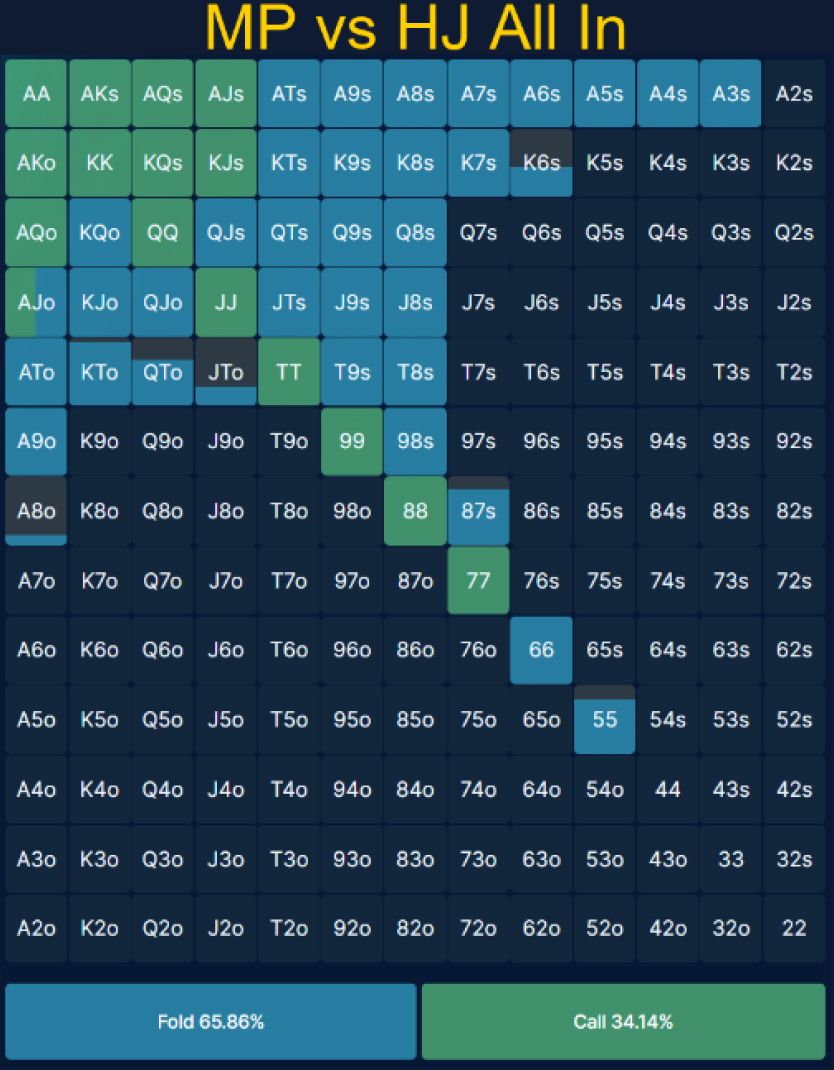 MP vs HJ All In
AA AKs AQs AJs ATs A9s A8s A7s A6s A5s A4s A3s A2s
AKo KK KQs KJs KTs K9s K8s K7s K6s K5s K4s K3s K2s
AQo KQo QQ QJs QTs Q9s Q8s Q7s Q6s Q5s Q4s Q3s Q2s
AJo KJo QJo JJ JTs J9s J8s J7s J6s J5s J4s J3s J2s
ATo KTo QTo JTo TT T9s T8s T7s T6s T5s T4s T3s T2s
A9o K9o Q9o J9o T9o 99 98s 97s 96s 95s 94s 93s 92s
A8o K8o Q8o J8o T8o 98o 88 87s 86s 85s 84s 83s 82s
A7o K7o Q7o J7o T7o 97o 87o 77 76s 75s 74s 73s 72s
A6o K6o Q6o J6o T6o 96o 86o 76o 66 65s 64s 63s 62s
A5o K5o Q5o J5o T5o 95o 85o 75o 65o 55 54s 53s 52s
A4o K4o Q4o J4o T4o 94o 84o 74o 64o 54o 44 43s 42s
A3o K3o Q3o J3o T3o 93o 83o 73o 63o 53o 43o 33 32s
A2o K2o Q2o J2o T2o 92o 82o 72o 62o 52o 42o 32o 22
Fold 65.86% Call 34.14%